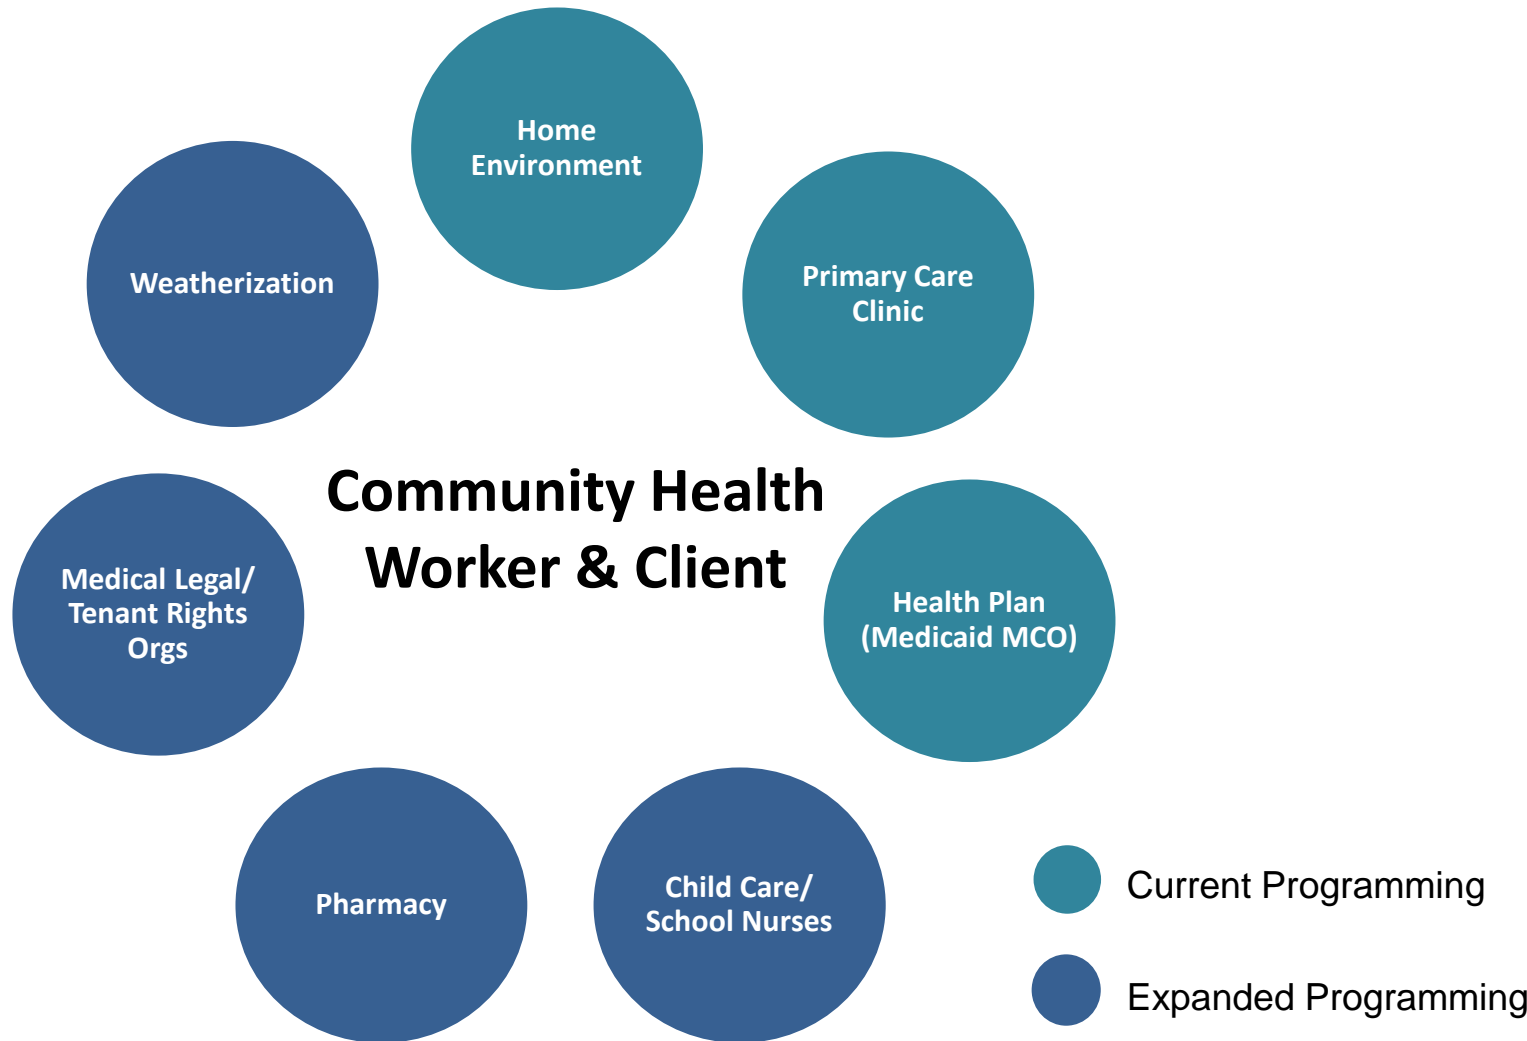 Home
Environment
Weatherization
Primary Care
Clinic
Community Health
Worker & Client
Medical Legal/
Tenant Rights
Orgs
Health Plan
(Medicaid MCO)
Pharmacy
Child Care/
School Nurses
Current Programming
Expanded Programming